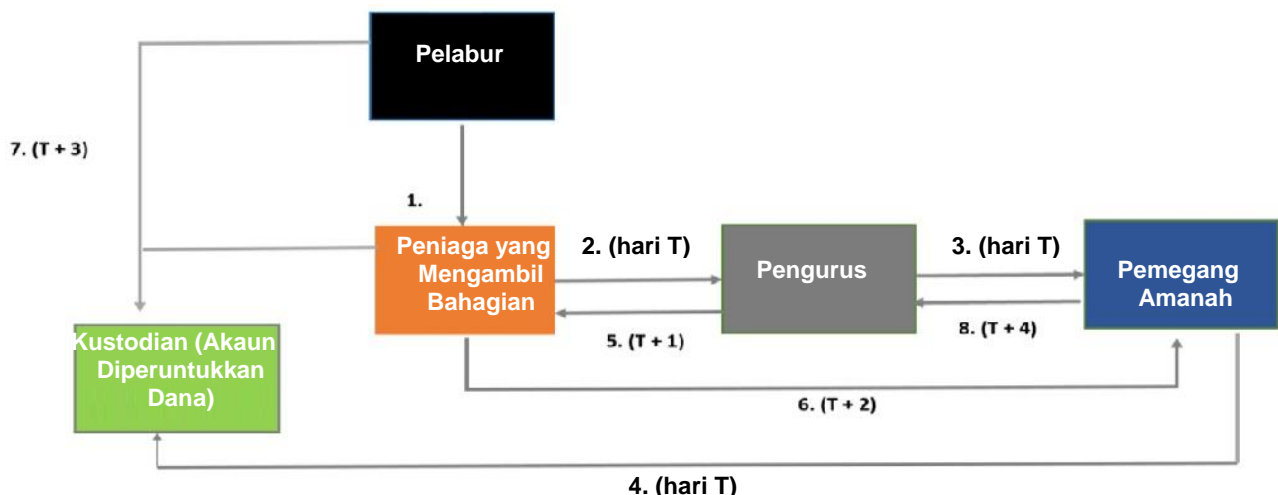 Pelabur
7. (T + 3)
1.
Peniaga yang
Mengambil
Bahagian
2. (hari T)
Pengurus
3. (hari T)
Pemegang
Amanah
5. (T + 1)
8. (T + 4)
Kustodian (Akaun
Diperuntukkan
Dana)
6. (T + 2)
4. (hari T)